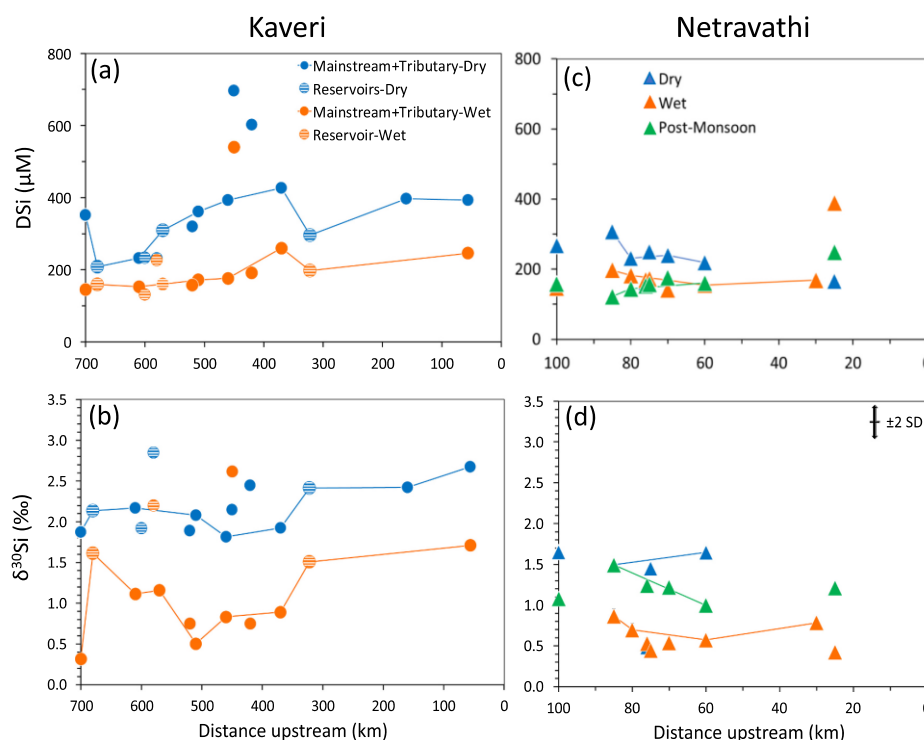 Kaveri
Netravathi
(a)
Mainstream+Tributary-Dry
Reservoirs-Dry
Mainstream+Tributary-Wet
Reservoir-Wet
DSi (µM)
800
600
400
200
0
700 600 500 400 300 200 100 0
(c)
Dry
Wet
Post-Monsoon
800
600
400
200
0
100 80 60 40 20
(b)
δ³⁰Si (‰)
3.5
3.0
2.5
2.0
1.5
1.0
0.5
0.0
700 600 500 400 300 200 100 0
Distance upstream (km)
(d)
±2 SD
3.5
3.0
2.5
2.0
1.5
1.0
0.5
0.0
100 80 60 40 20
Distance upstream (km)